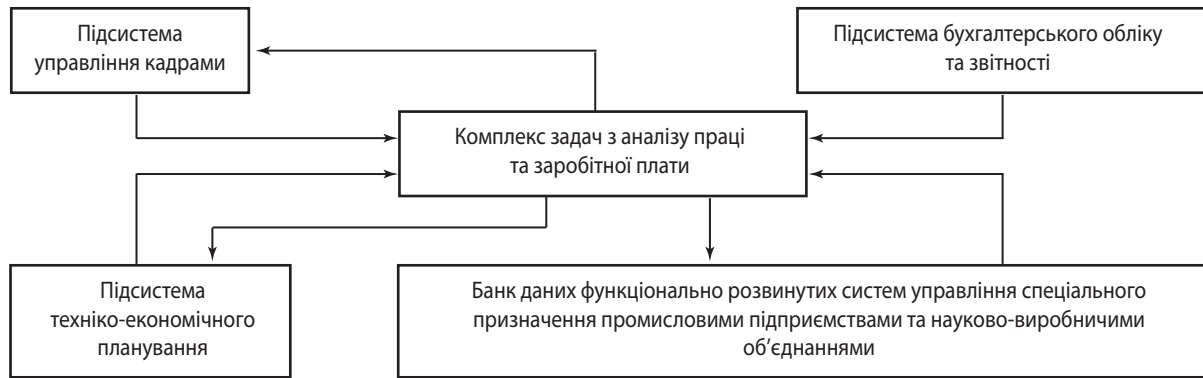 Підсистема
управління кадрами
Підсистема бухгалтерського обліку
та звітності
Комплекс задач з аналізу праці
та заробітної плати
Підсистема
техніко-економічного
планування
Банк даних функціонально розвинутих систем управління спеціального
призначення промисловими підприємствами та науково-виробничими
об’єднаннями